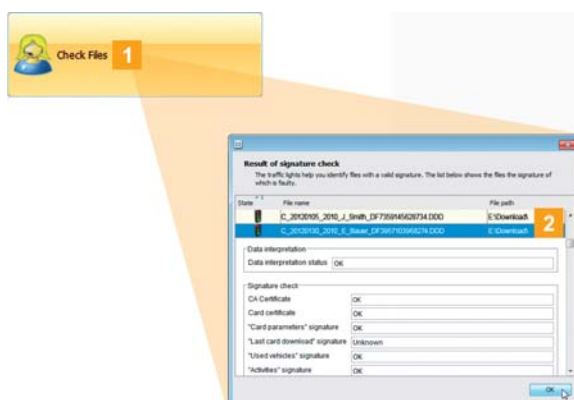 Check Files 1
Result of signature check
The traffic lights help you identify files with a valid signature. The list below shows the files the signature of
which is faulty.
State File name File path
C_20120105_2010_J_Smith_DF7359145628734.DDO E:\Download\
C_20120130_2010_E_Bauer_DF3957103968274.DDO E:\Download\ 2
Data interpretation
Data interpretation status OK
Signature check
CA Certificate OK
Card certificate OK
"Card parameters" signature OK
"Last card download" signature Unknown
"Used vehicles" signature OK
"Activities" signature OK
OK